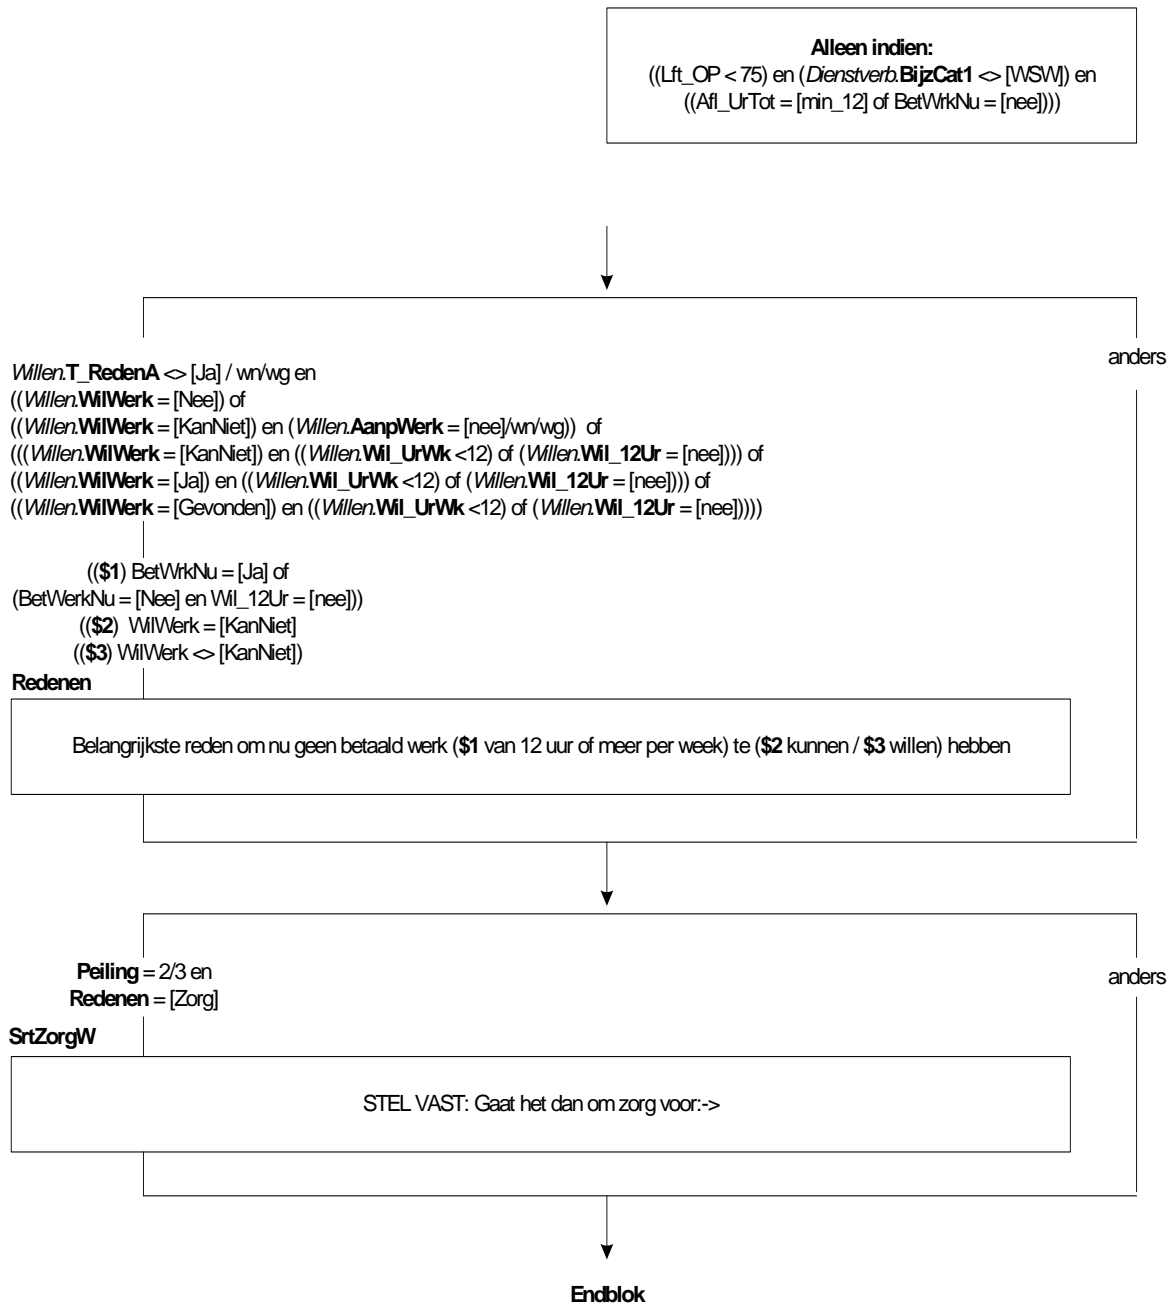 Alleen indien:
((Lft_OP < 75) en (Dienstverb.BijzCat1 <> [WSW]) en
((Afl_UrTot = [min_12] of BetWrkNu = [nee])))
anders
Willen.T_RedenA <> [Ja] / wn/wg en
((Willen.WilWerk = [Nee]) of
((Willen.WilWerk = [KanNiet]) en (Willen.AanpWerk = [nee]/wn/wg)) of
(((Willen.WilWerk = [KanNiet]) en ((Willen.Wil_UrWk <12) of (Willen.Wil_12Ur = [nee]))) of
((Willen.WilWerk = [Ja]) en ((Willen.Wil_UrWk <12) of (Willen.Wil_12Ur = [nee]))) of
((Willen.WilWerk = [Gevonden]) en ((Willen.Wil_UrWk <12) of (Willen.Wil_12Ur = [nee]))))
(($1) BetWrkNu = [Ja] of
(BetWerkNu = [Nee] en Wil_12Ur = [nee]))
(($2) WilWerk = [KanNiet]
(($3) WilWerk <> [KanNiet])
Redenen
Belangrijkste reden om nu geen betaald werk ($1 van 12 uur of meer per week) te ($2 kunnen / $3 willen) hebben
Peiling = 2/3 en
anders
Redenen = [Zorg]
SrtZorgW
STEL VAST: Gaat het dan om zorg voor:->
Endblok